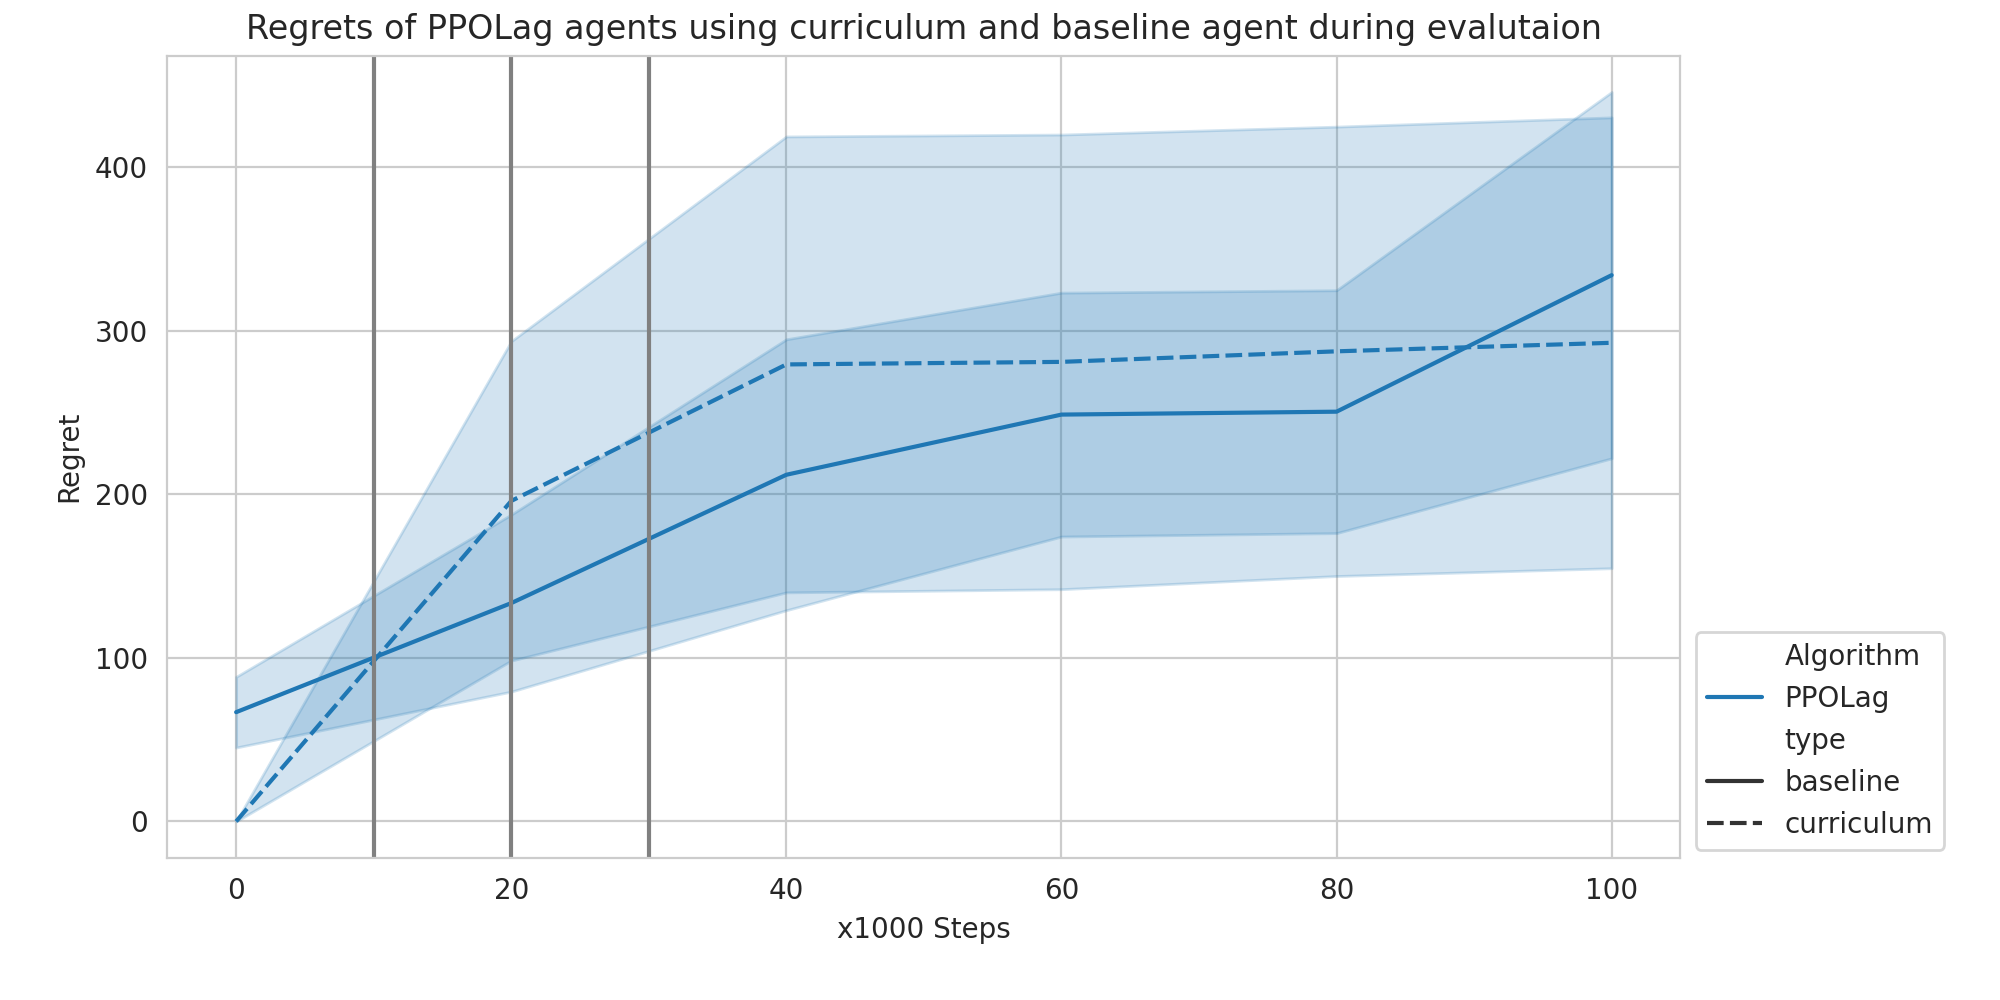 Regrets of PPOLag agents using curriculum and baseline agent during evalutaion
Regret
400
300
200
100
0
0 20 40 60 80 100
x1000 Steps
Algorithm
PPOLag
type
baseline
curriculum